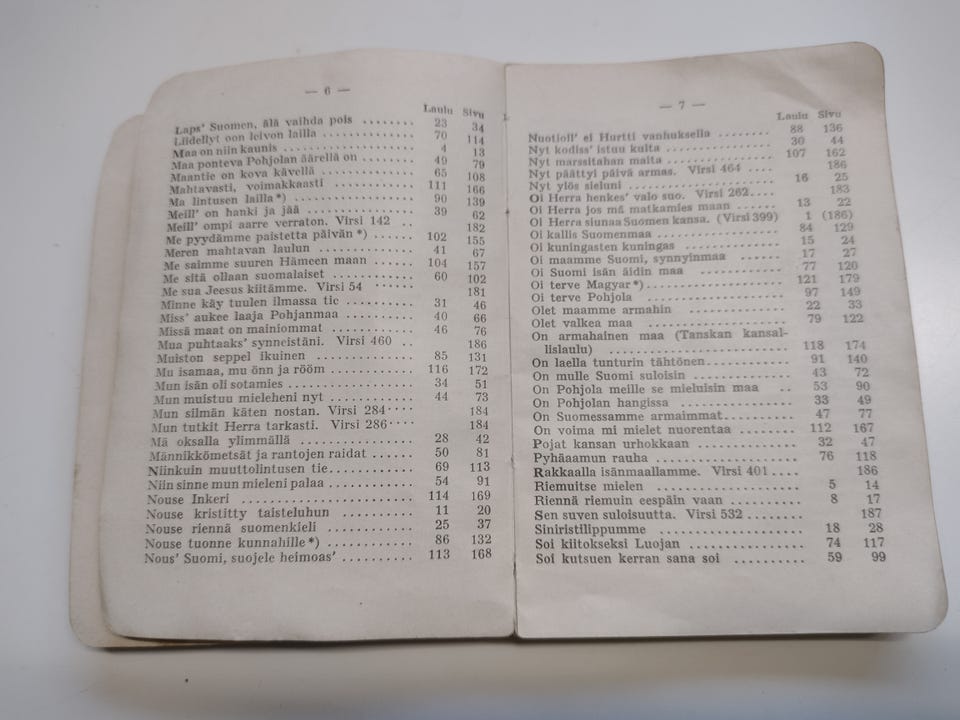 — 6 —
Laulu Sivu
Laps' Suomen, älä vaihda pois ........ 23 34
Liidellyt oon leivon lailla ............ 70 114
Maa on niin kaunis .................. 4 13
Maa ponteva Pohjolan äärellä on ........ 49 79
Maantie on kova kävellä .............. 65 108
Mahtavasti, voimakkaasti .............. 111 166
Ma lintusen lailla*) .................. 90 139
Meill' on hanki ja jää ................ 39 62
Meill' ompi aarre verraton. Virsi 142 .. 182
Me pyydämme paistetta päivän*) ...... 102 155
Meren mahtavan laulun .............. 41 67
Me saimme suuren Hämeen maan ...... 104 157
Me sitä ollaan suomalaiset ............ 60 102
Me sua Jeesus kiitämme. Virsi 54 ...... 181
Minne käy tuulen ilmassa tie .......... 31 46
Miss' aukee laaja Pohjanmaa .......... 40 66
Missä maat on mainiommat .......... 46 76
Mua puhtaaks' synneistäni. Virsi 460 .. 186
Muiston seppel ikuinen .............. 85 131
Mu isamaa, mu õnn ja rõõm .......... 116 172
Mun isän oli sotamies ................ 34 51
Mun muistuu mieleheni nyt .......... 44 73
Mun silmän käten nostan. Virsi 284 .... 184
Mun tutkit Herra tarkasti. Virsi 286 .... 184
Mä oksalla ylimmällä ................ 28 42
Männikkömetsät ja rantojen raidat ...... 50 81
Niinkuin muuttolintusen tie ............ 69 113
Niin sinne mun mieleni palaa .......... 54 91
Nouse Inkeri ........................ 114 169
Nouse kristitty taisteluhun ............ 11 20
Nouse riennä suomenkieli ............ 25 37
Nouse tuonne kunnahille*) ............ 86 132
Nous' Suomi, suojele heimoas' .......... 113 168
— 7 —
Laulu Sivu
Nuotioll' ei Hurtti vanhuksella ........ 88 136
Nyt kodiss' istuu kulta ................ 30 44
Nyt marssitahan maita ................ 107 162
Nyt päättyi päivä armas. Virsi 464 .... 186
Nyt ylös sieluni ...................... 16 25
Oi Herra henkes' valo suo. Virsi 262 .... 183
Oi Herra jos mä matkamies maan ...... 13 22
Oi Herra siunaa Suomen kansa. (Virsi 399) 1 (186)
Oi kallis Suomenmaa ................ 84 129
Oi kuningasten kuningas .............. 15 24
Oi maamme Suomi, synnyinmaa ...... 17 27
Oi Suomi isän äidin maa ............ 77 120
Oi terve Magyar*) .................... 121 179
Oi terve Pohjola .................... 97 149
Olet maamme armahin .............. 22 33
Olet valkea maa .................... 79 122
On armahainen maa (Tanskan kansal-
lislaulu) ........................ 118 174
On laella tunturin tähtönen .......... 91 140
On mulle Suomi suloisin .............. 43 72
On Pohjola meille se mieluisin maa .. 53 90
On Pohjolan hangissa ................ 33 49
On Suomessamme armaimmat .......... 47 77
On voima mi mielet nuorentaa ........ 112 167
Pojat kansan urhokkaan .............. 32 47
Pyhäaamun rauha .................. 76 118
Rakkaalla isänmaallamme. Virsi 401 .... 186
Riemuitse mielen .................... 5 14
Riennä riemuin eespäin vaan .......... 8 17
Sen suven suloisuutta. Virsi 532 ........ 187
Siniristilippumme .................. 18 28
Soi kiitokseksi Luojan ................ 74 117
Soi kutsuen kerran sana soi .......... 59 99